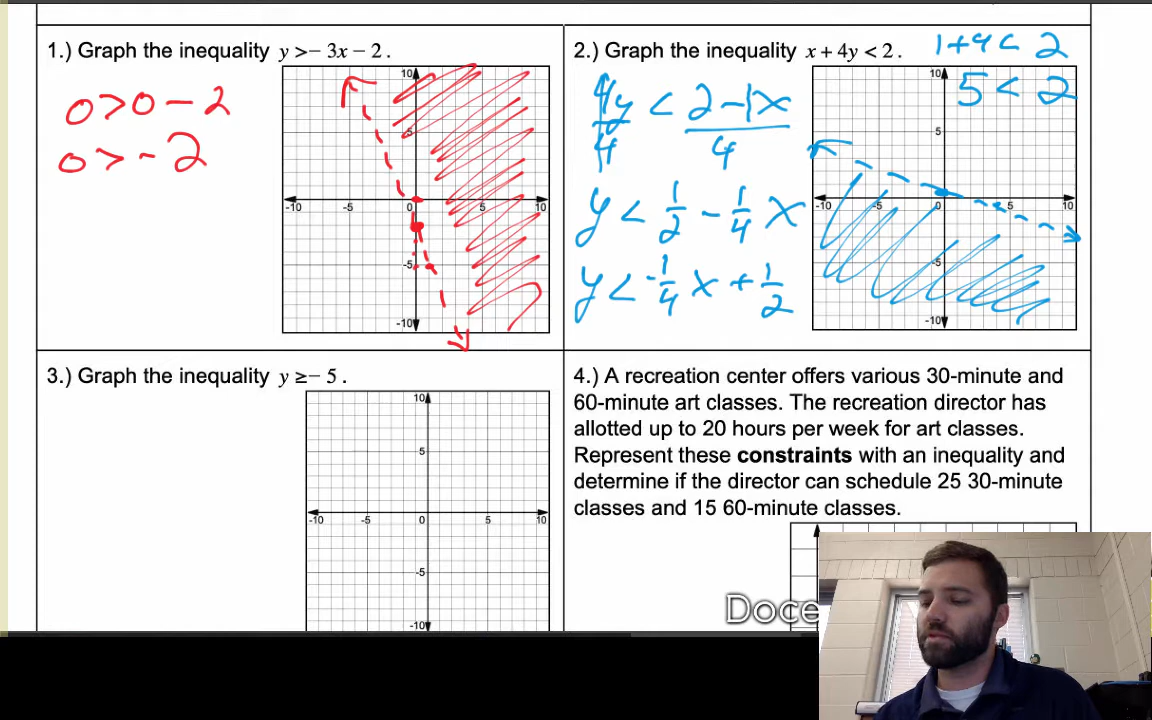 1.) Graph the inequality y >− 3x − 2 .
0 > 0 − 2
0 > - 2
10
5
-10 -5 0 5 10
-5
-10
2.) Graph the inequality x + 4y < 2 .
1+4 < 2
5 < 2
4y < 2 − 1x
4 4
y < 1/2 − 1/4 x
y < -1/4 x + 1/2
10
5
-10 -5 0 5 10
-5
-10
3.) Graph the inequality y ≥− 5 .
10
5
-10 -5 0 5 10
-5
-10
4.) A recreation center offers various 30-minute and
60-minute art classes. The recreation director has
allotted up to 20 hours per week for art classes.
Represent these constraints with an inequality and
determine if the director can schedule 25 30-minute
classes and 15 60-minute classes.
Doce